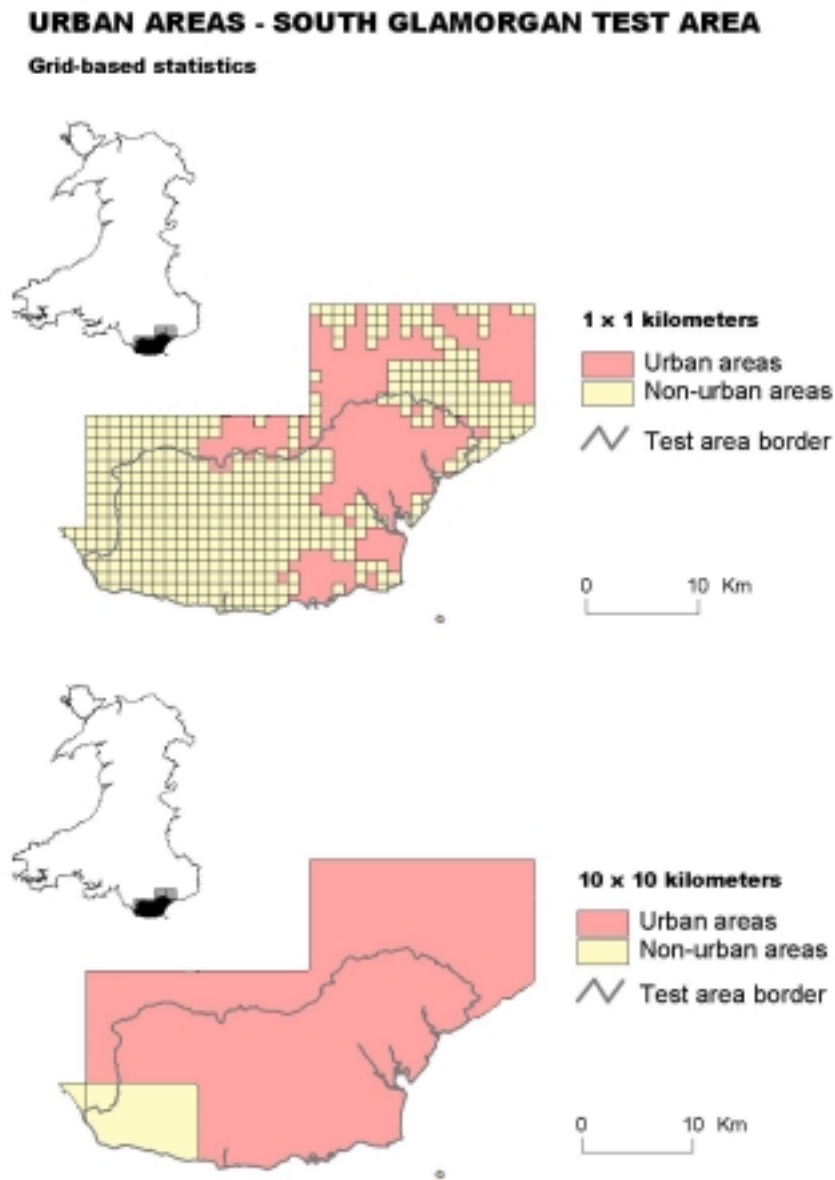 URBAN AREAS - SOUTH GLAMORGAN TEST AREA
Grid-based statistics
1 x 1 kilometers
Urban areas
Non-urban areas
Test area border
0 10 Km
10 x 10 kilometers
Urban areas
Non-urban areas
Test area border
0 10 Km